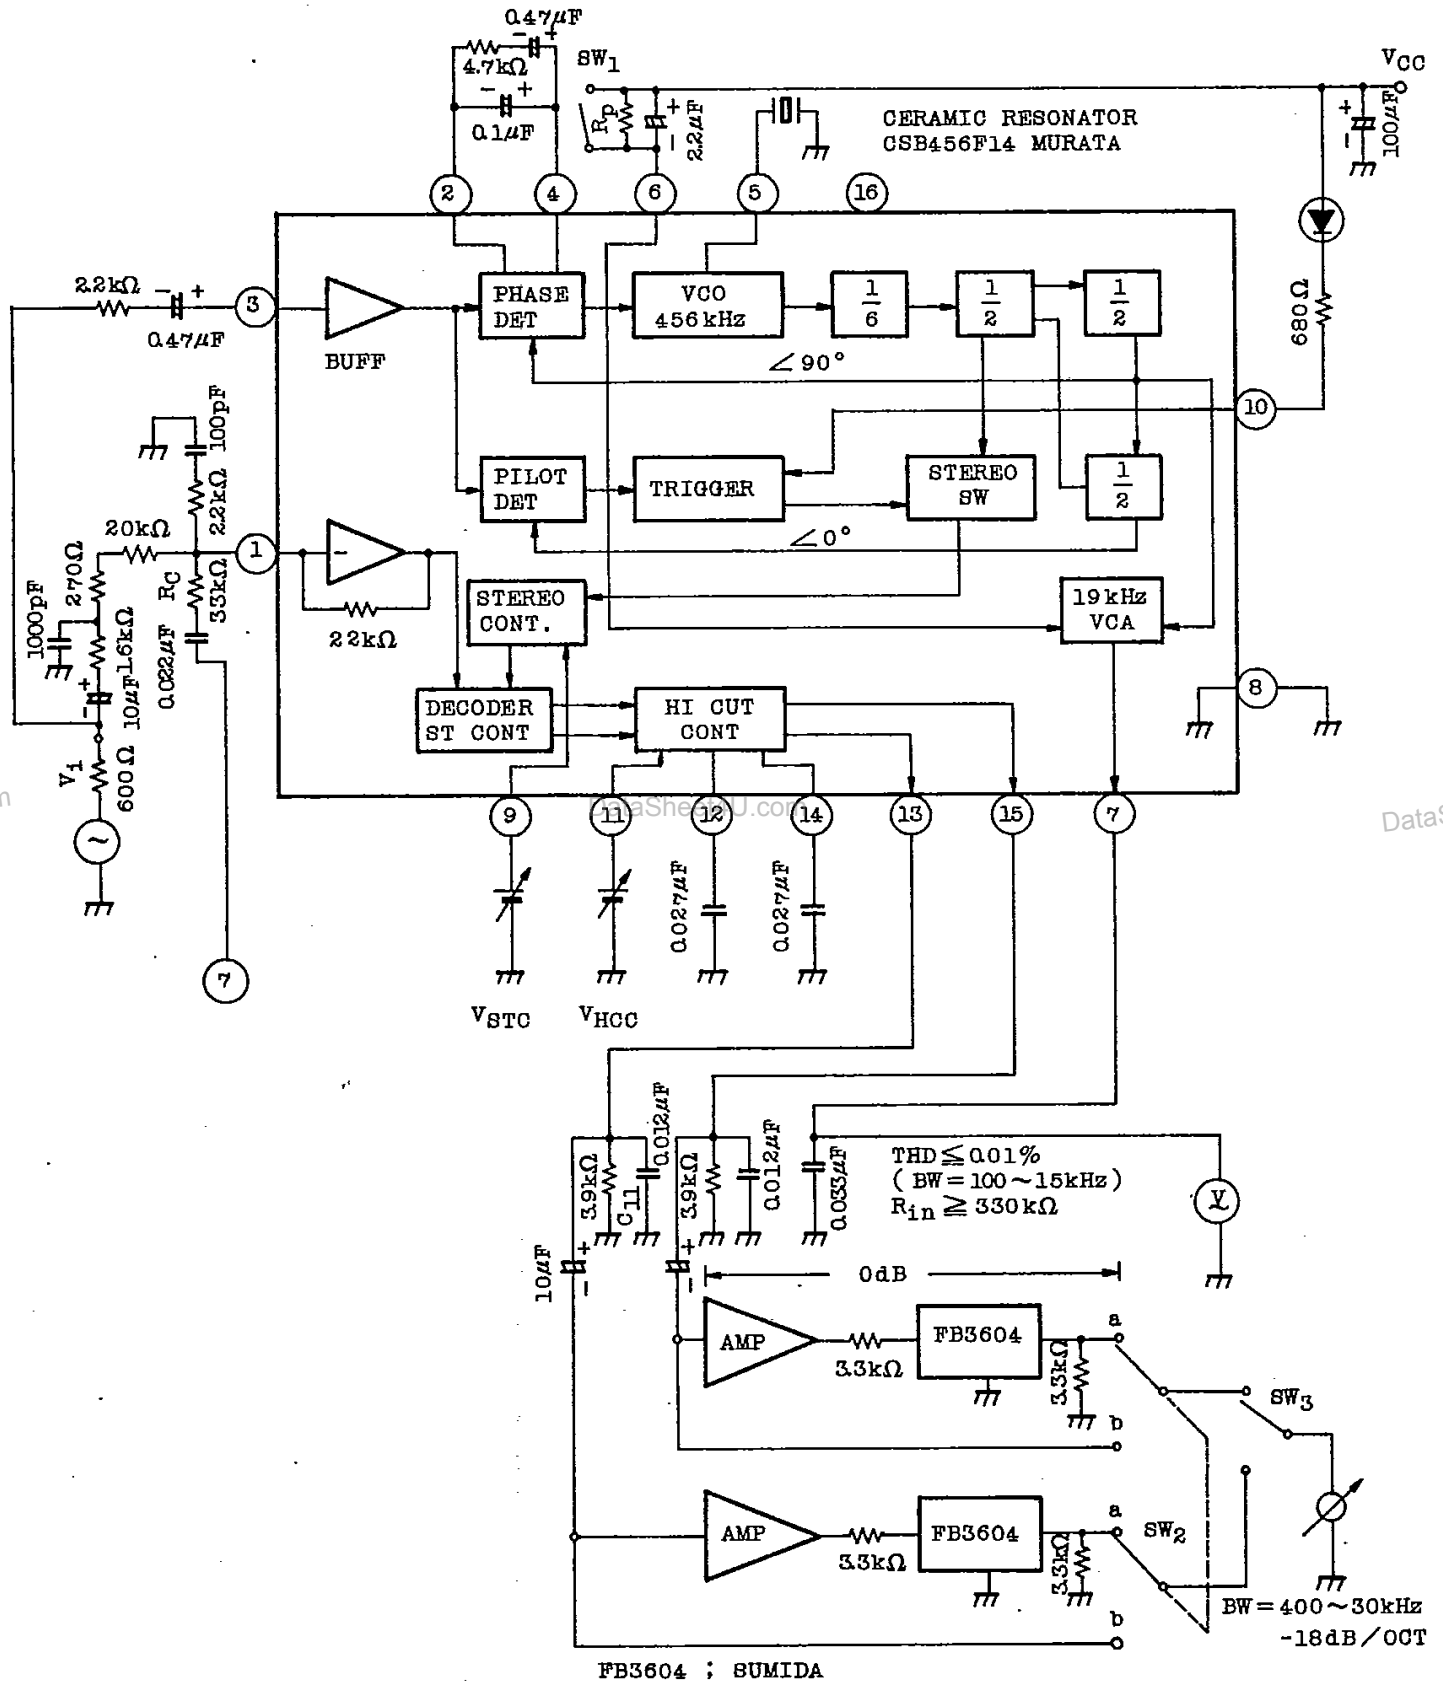 0.47μF
- +
4.7kΩ
- +
0.1μF
SW1
Rp
+
-
2.2μF
CERAMIC RESONATOR
CSB456F14 MURATA
VCC
+
-
100μF
2
4
6
5
16
2.2kΩ
- +
0.47μF
3
BUFF
PHASE
DET
VCO
456kHz
1/6
1/2
1/2
680Ω
∠90°
10
100pF
2.2kΩ
PILOT
DET
TRIGGER
STEREO
SW
1/2
20kΩ
1
-
∠0°
270Ω
RC
33kΩ
22kΩ
STEREO
CONT.
19kHz
VCA
1000pF
1.6kΩ
0.022μF
+
-
10μF
DECODER
ST CONT
HI CUT
CONT
8
Vi
600Ω
~
DataSheet4U.com
m
DataS
9
11
12
14
13
15
7
0.027μF
0.027μF
7
VSTC
VHCC
3.9kΩ
C11
0.012μF
3.9kΩ
0.012μF
0.033μF
THD≦0.01%
(BW=100~15kHz)
Rin≧330kΩ
V
10μF
+
-
+
-
0dB
AMP
3.3kΩ
FB3604
3.3kΩ
a
SW3
b
AMP
3.3kΩ
FB3604
3.3kΩ
a
SW2
b
BW=400~30kHz
-18dB/OCT
FB3604 ; SUMIDA